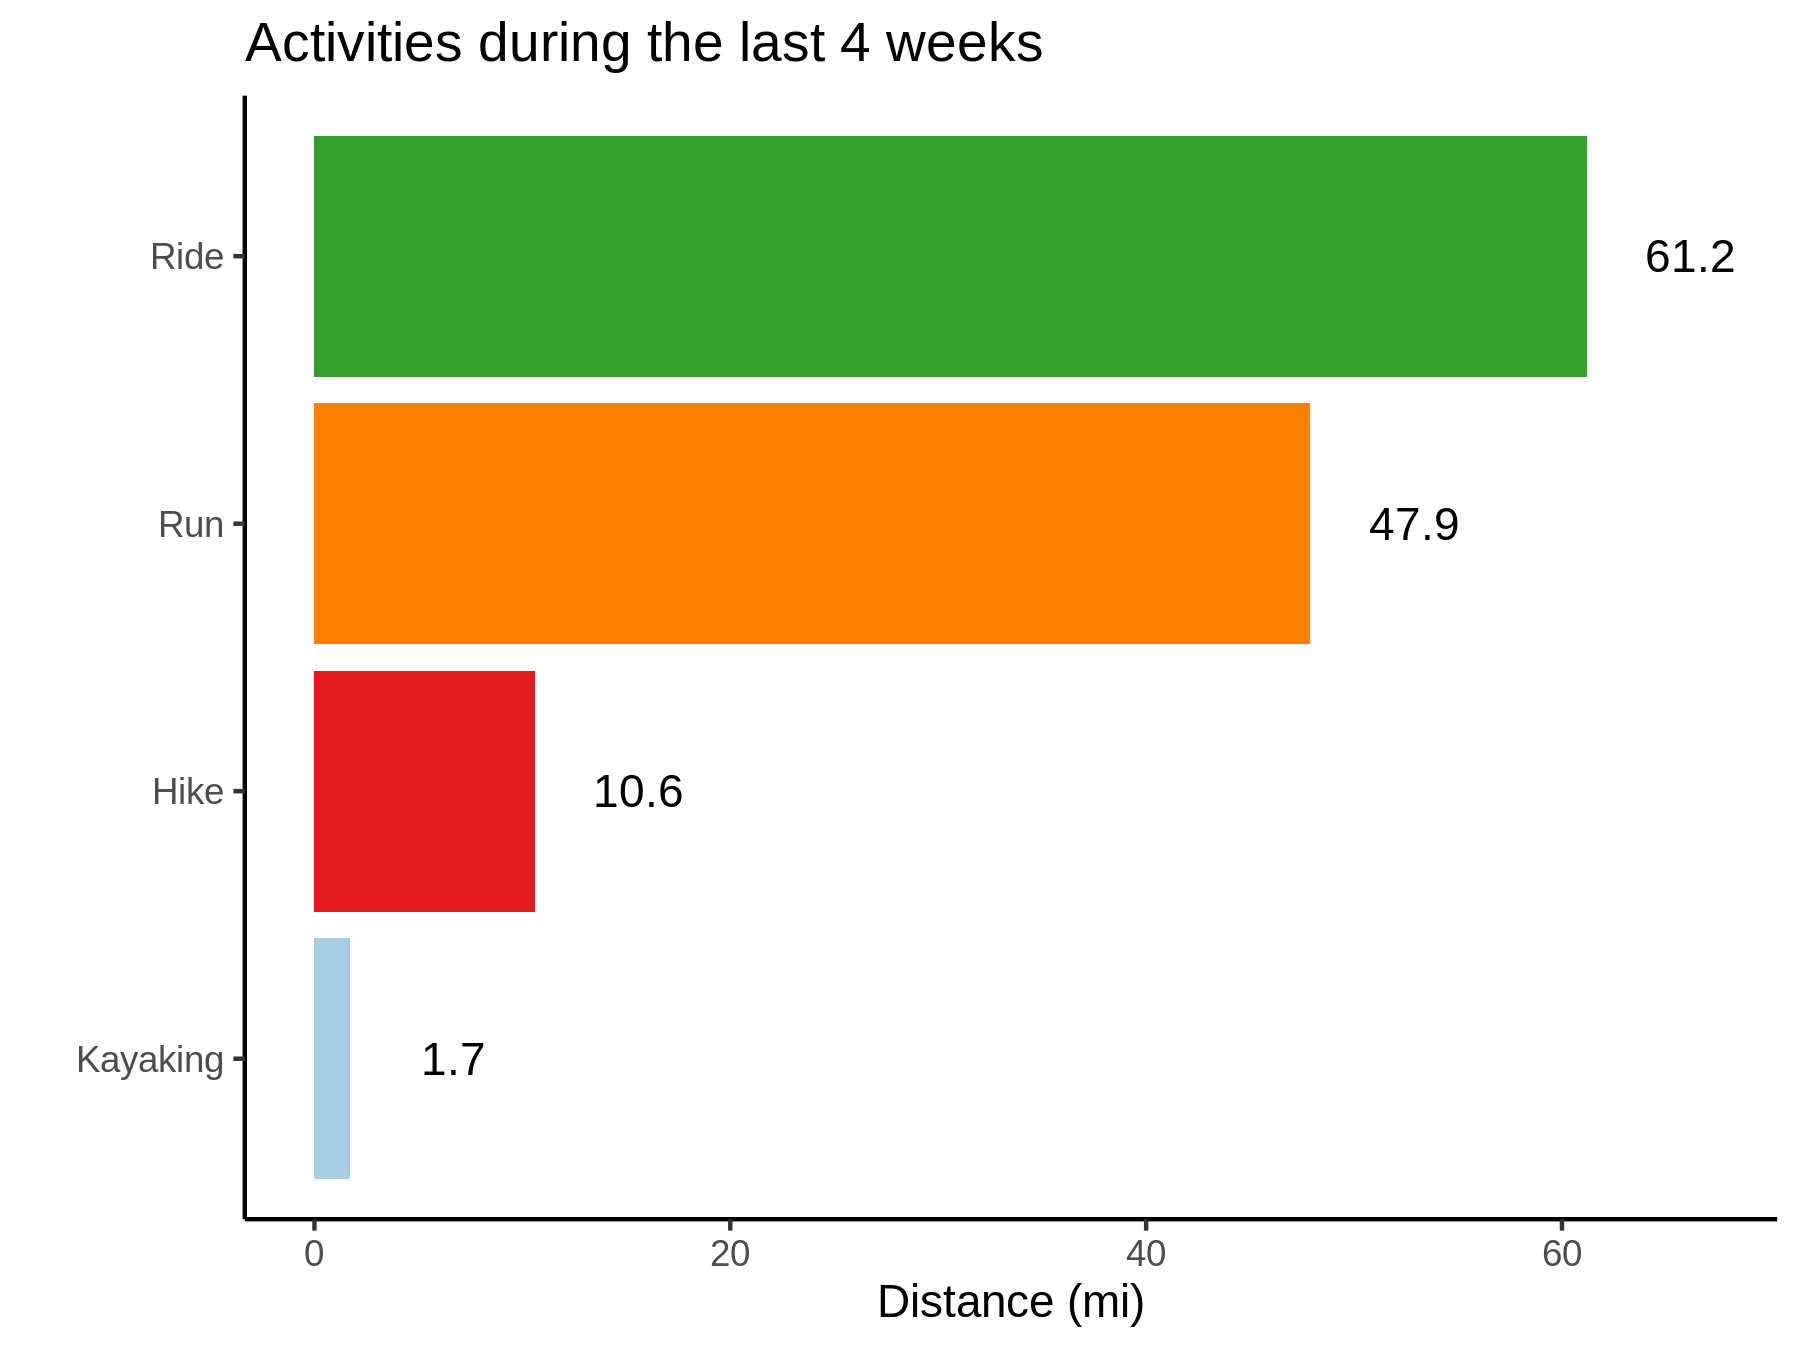 Activities during the last 4 weeks
Ride
61.2
Run
47.9
Hike
10.6
Kayaking
1.7
0 20 40 60
Distance (mi)